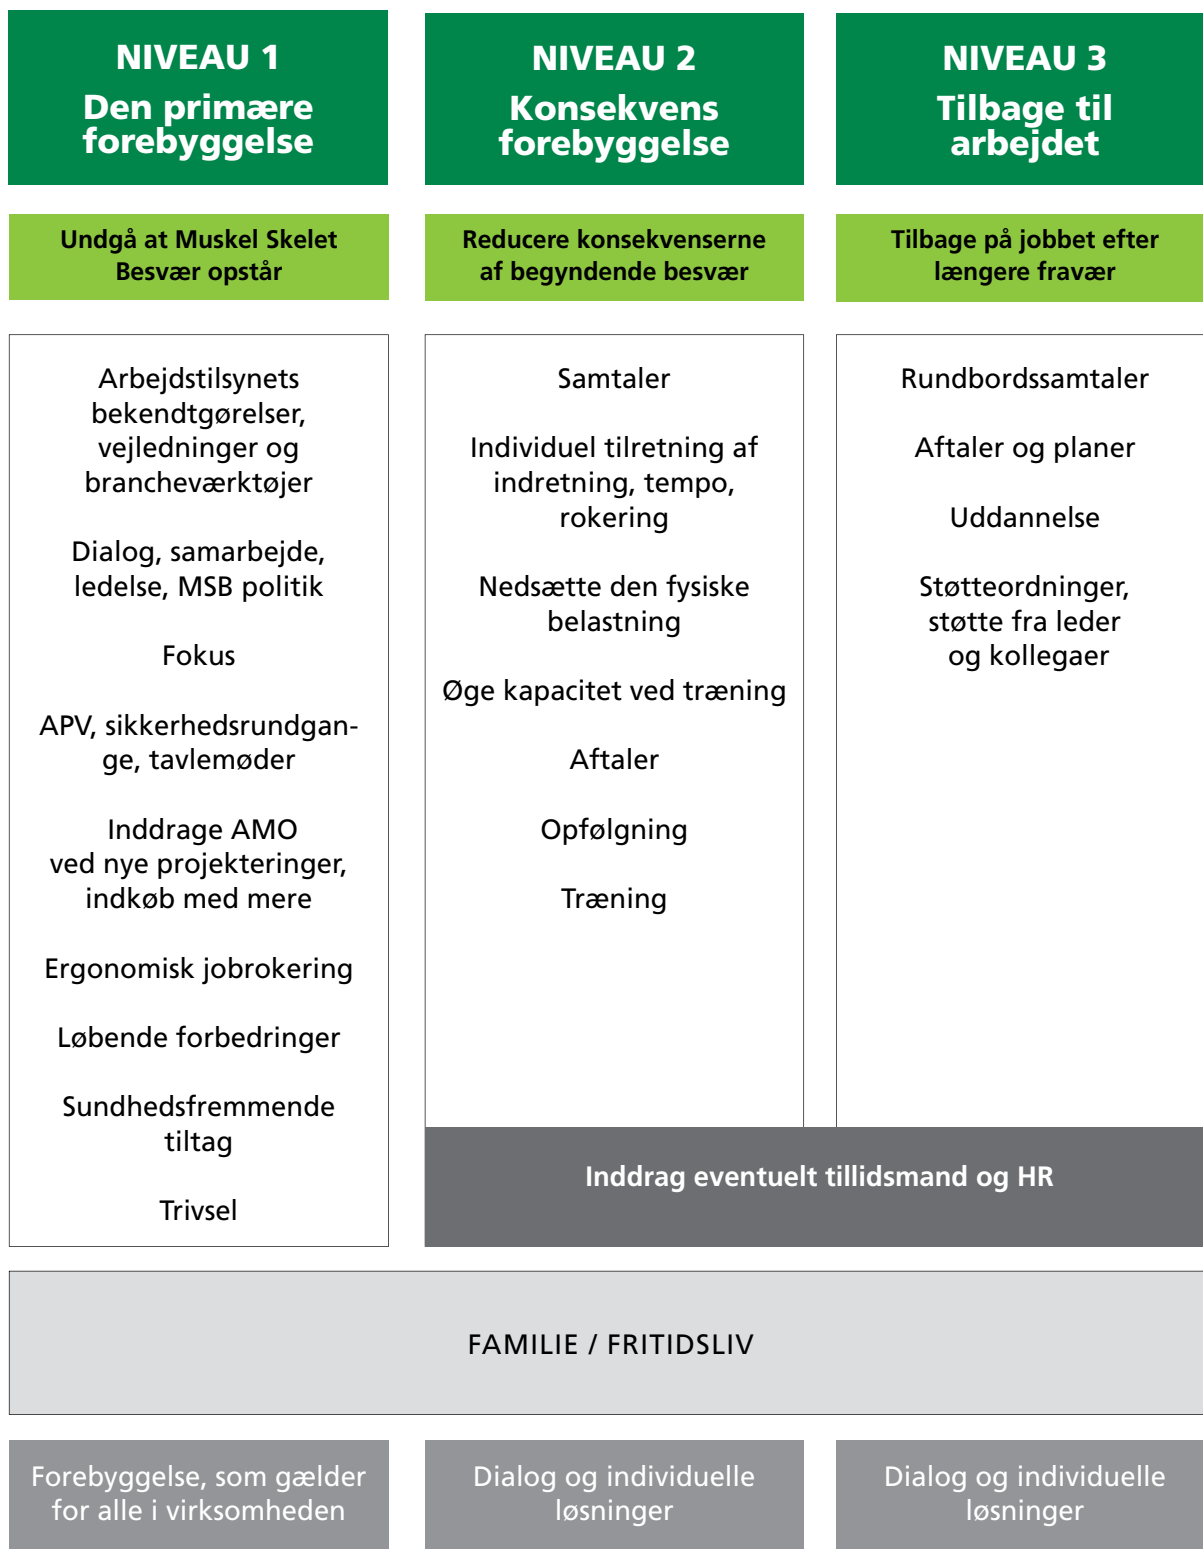 NIVEAU 1
Den primære
forebyggelse
Undgå at Muskel Skelet
Besvær opstår
Arbejdstilsynets
bekendtgørelser,
vejledninger og
brancheværktøjer
Dialog, samarbejde,
ledelse, MSB politik
Fokus
APV, sikkerhedsrundgan-
ge, tavlemøder
Inddrage AMO
ved nye projekteringer,
indkøb med mere
Ergonomisk jobrokering
Løbende forbedringer
Sundhedsfremmende
tiltag
Trivsel
NIVEAU 2
Konsekvens
forebyggelse
Reducere konsekvenserne
af begyndende besvær
Samtaler
Individuel tilretning af
indretning, tempo,
rokering
Nedsætte den fysiske
belastning
Øge kapacitet ved træning
Aftaler
Opfølgning
Træning
NIVEAU 3
Tilbage til
arbejdet
Tilbage på jobbet efter
længere fravær
Rundbordssamtaler
Aftaler og planer
Uddannelse
Støtteordninger,
støtte fra leder
og kollegaer
Inddrag eventuelt tillidsmand og HR
FAMILIE / FRITIDSLIV
Forebyggelse, som gælder
for alle i virksomheden
Dialog og individuelle
løsninger
Dialog og individuelle
løsninger